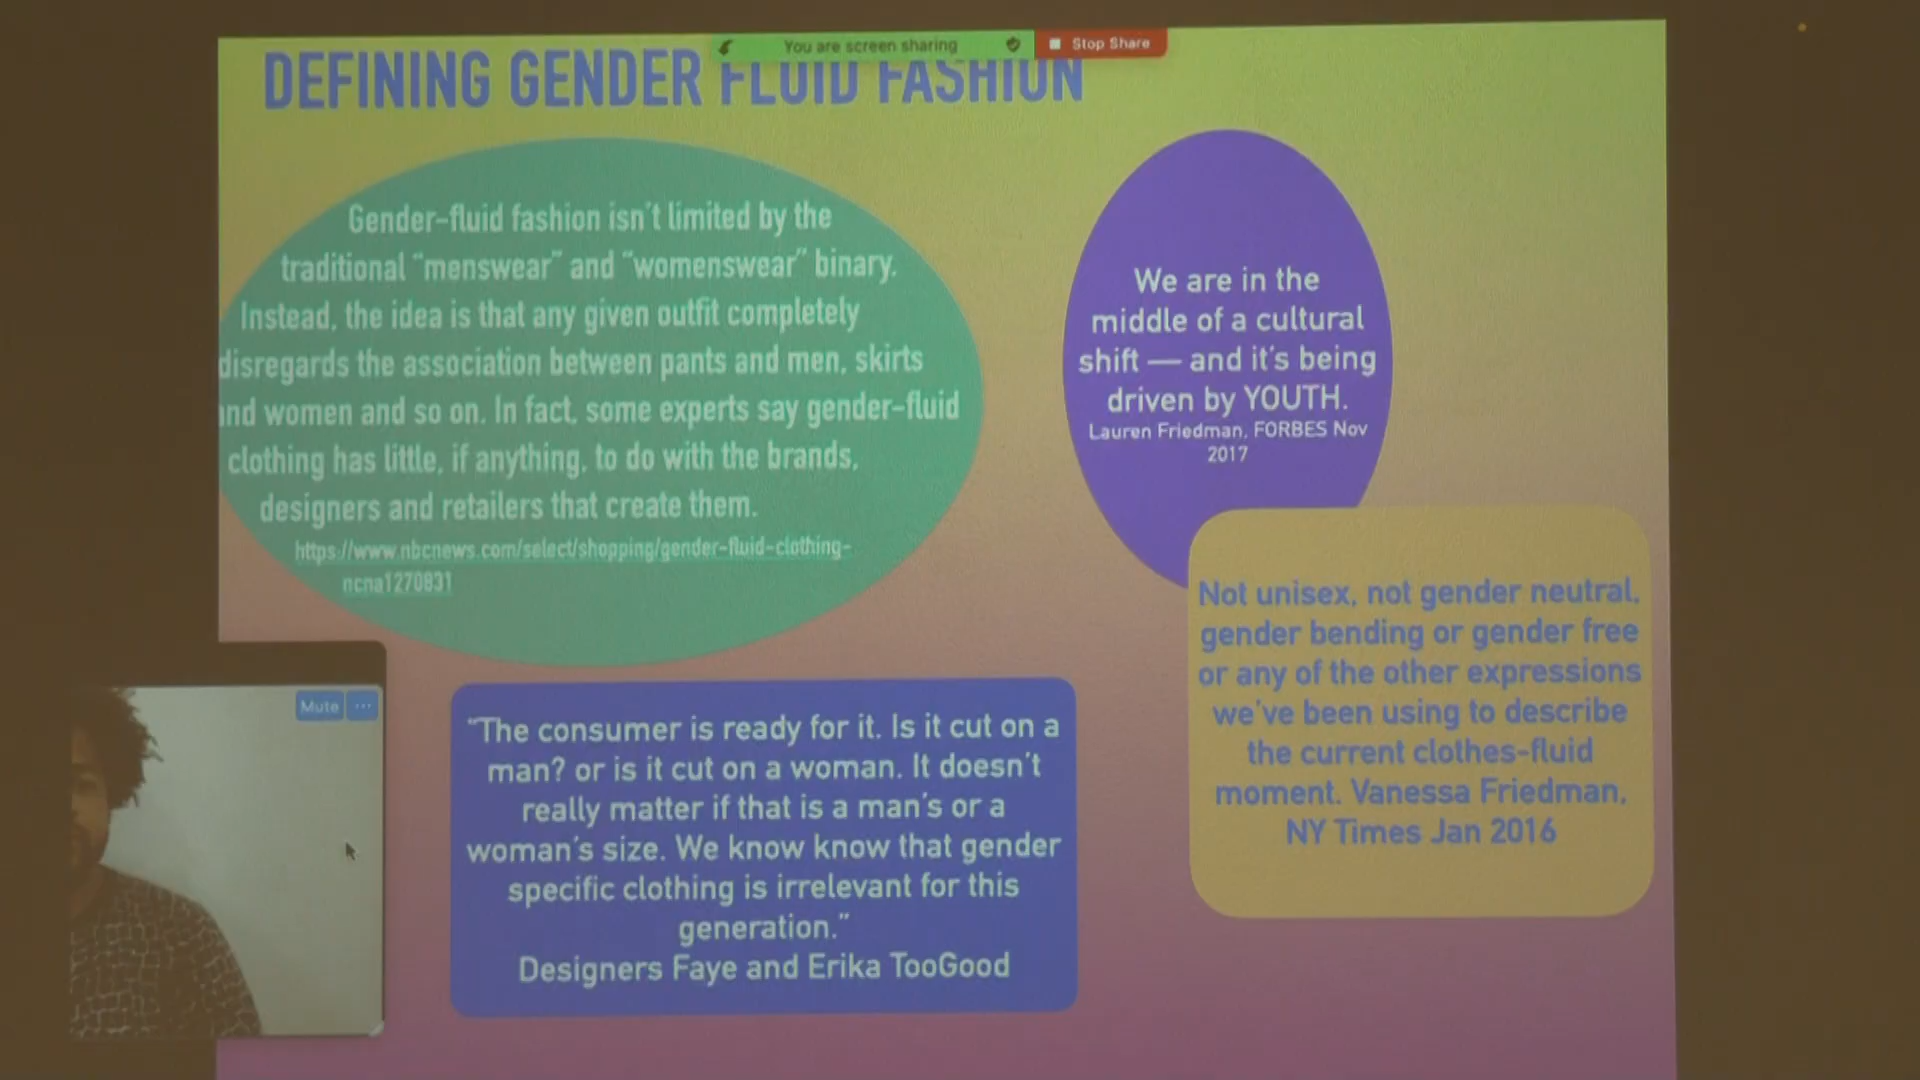 You are screen sharing
Stop Share
DEFINING GENDER FLUID FASHION
Gender-fluid fashion isn't limited by the
traditional “menswear” and “womenswear” binary.
Instead, the idea is that any given outfit completely
disregards the association between pants and men, skirts
and women and so on. In fact, some experts say gender-fluid
clothing has little, if anything, to do with the brands,
designers and retailers that create them.
https://www.nbcnews.com/select/shopping/gender-fluid-clothing-
ncna1270831
We are in the
middle of a cultural
shift — and it's being
driven by YOUTH.
Lauren Friedman, FORBES Nov
2017
Not unisex, not gender neutral,
gender bending or gender free
or any of the other expressions
we've been using to describe
the current clothes-fluid
moment. Vanessa Friedman,
NY Times Jan 2016
Mute ...
“The consumer is ready for it. Is it cut on a
man? or is it cut on a woman. It doesn't
really matter if that is a man's or a
woman's size. We know know that gender
specific clothing is irrelevant for this
generation.”
Designers Faye and Erika TooGood